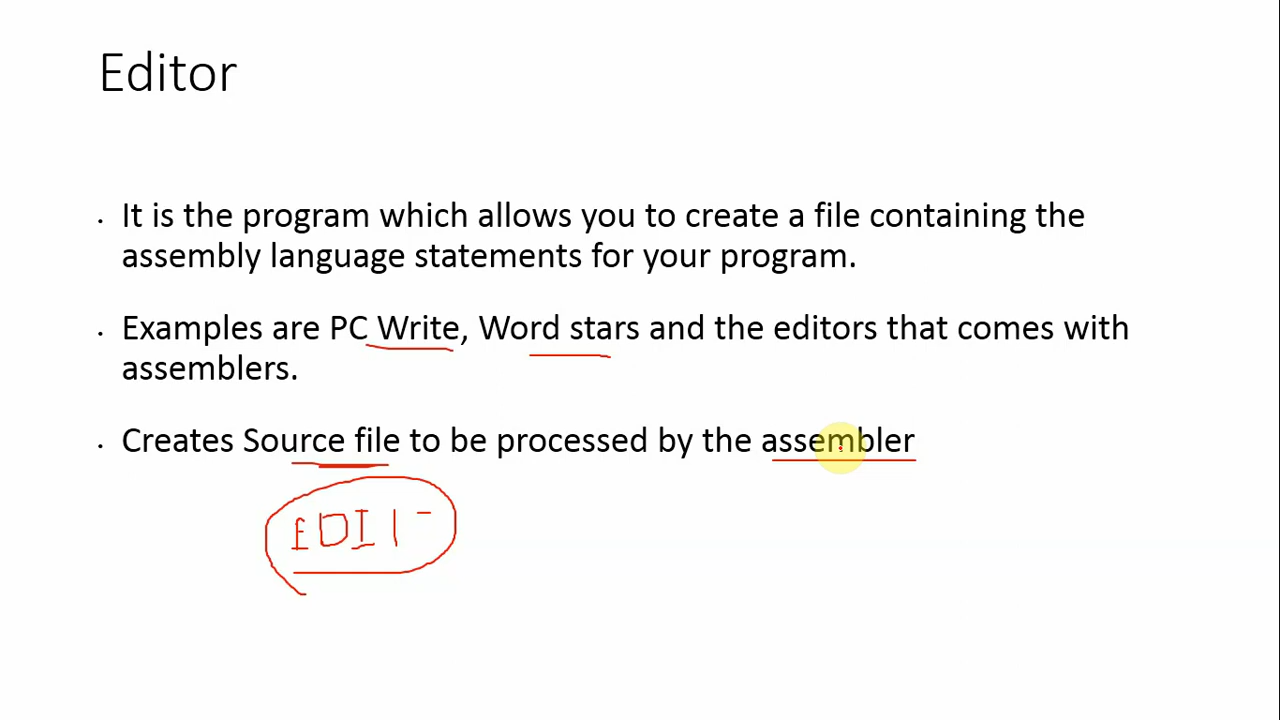 Editor
. It is the program which allows you to create a file containing the
assembly language statements for your program.
. Examples are PC Write, Word stars and the editors that comes with
assemblers.
. Creates Source file to be processed by the assembler
EDIT